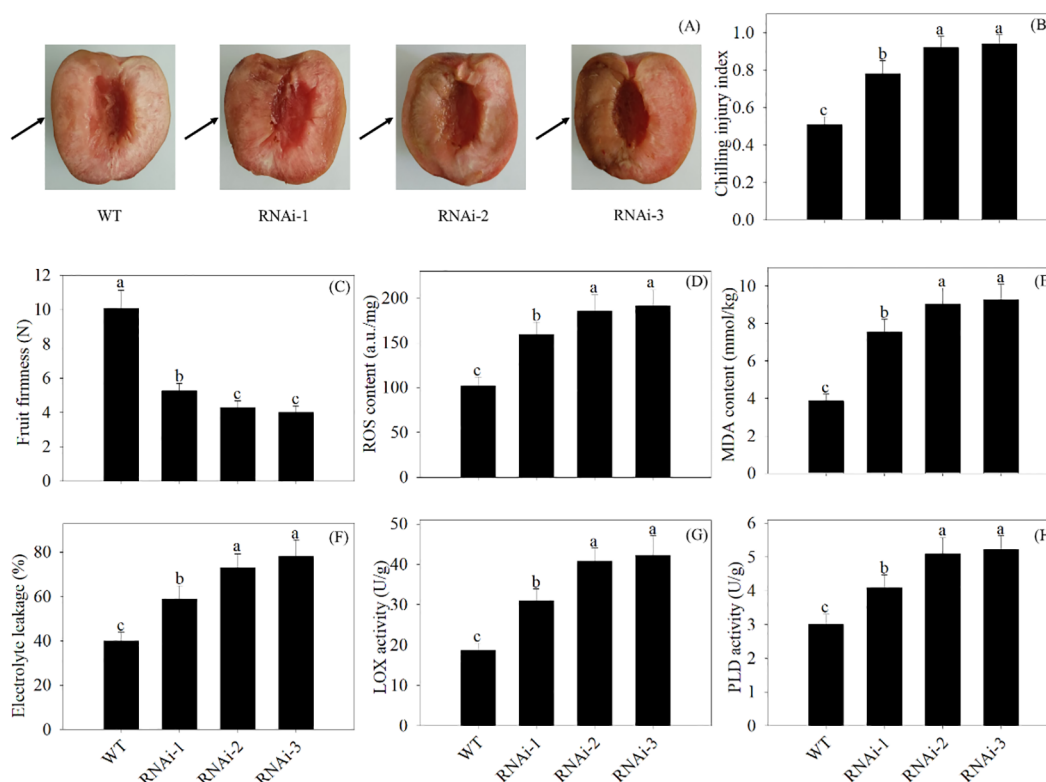 (A)
WT RNAi-1 RNAi-2 RNAi-3
(B
Chilling injury index
1.0
0.8
0.6
0.4
0.2
0.0
c b a a
(C)
Fruit firmness (N)
12
10
8
6
4
2
0
a b c c
(D)
ROS content (a.u./mg)
200
150
100
50
0
c b a a
(E
MDA content (mmol/kg)
10
8
6
4
2
0
c b a a
(F)
Electrolyte leakage (%)
80
60
40
20
0
c b a a
WT RNAi-1 RNAi-2 RNAi-3
(G)
LOX activity (U/g)
50
40
30
20
10
0
c b a a
WT RNAi-1 RNAi-2 RNAi-3
(H
PLD activity (U/g)
6
5
4
3
2
1
0
c b a a
WT RNAi-1 RNAi-2 RNAi-3